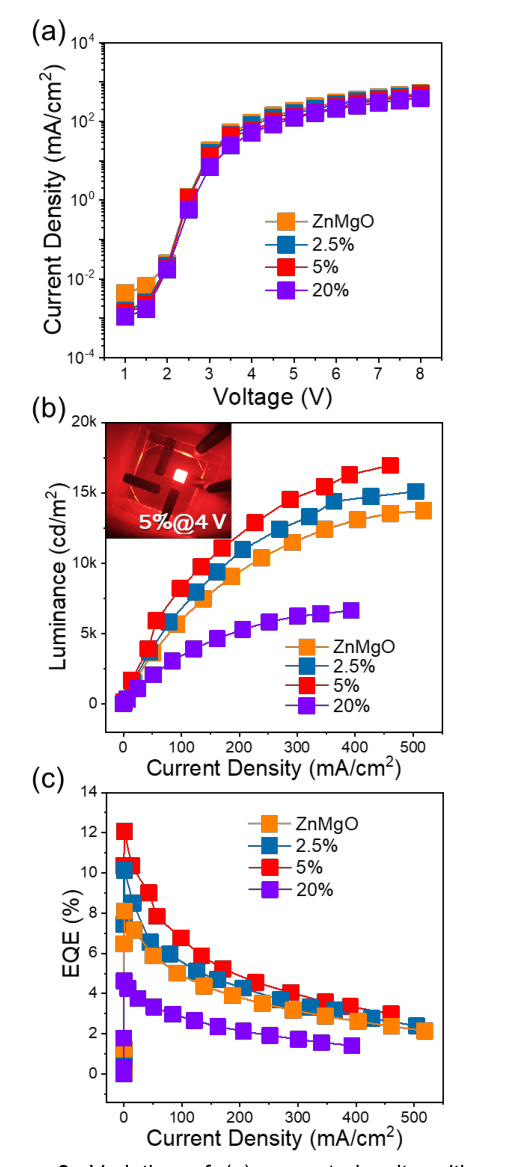 (a)
10^4
10^2
10^0
10^-2
10^-4
Current Density (mA/cm^2)
ZnMgO
2.5%
5%
20%
1 2 3 4 5 6 7 8
Voltage (V)
(b)
20k
15k
10k
5k
0
Luminance (cd/m^2)
5%@4 V
ZnMgO
2.5%
5%
20%
0 100 200 300 400 500
Current Density (mA/cm^2)
(c)
14
12
10
8
6
4
2
0
EQE (%)
ZnMgO
2.5%
5%
20%
0 100 200 300 400 500
Current Density (mA/cm^2)